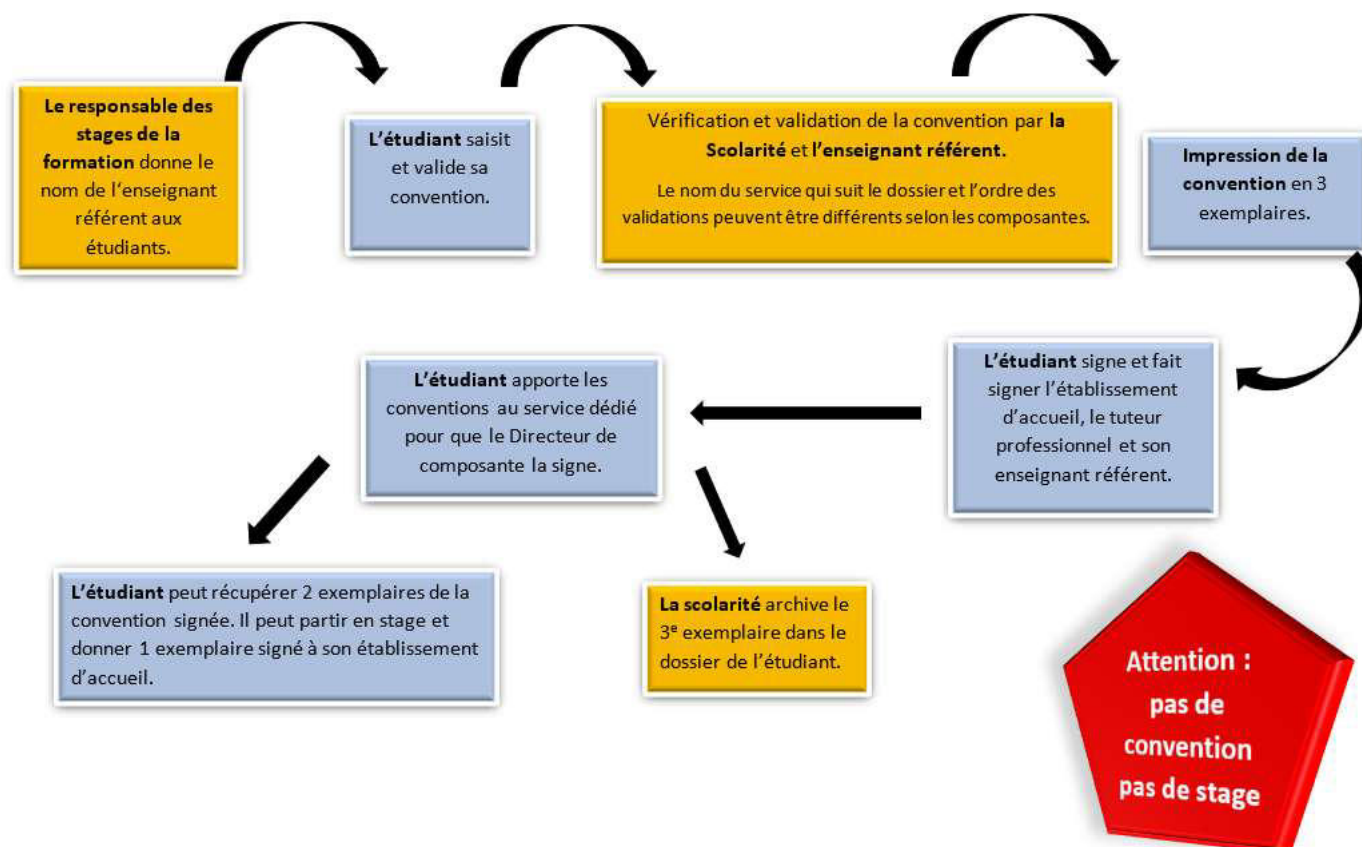 Le responsable des
stages de la
formation donne le
nom de l'enseignant
référent aux
étudiants.
L'étudiant saisit
et valide sa
convention.
Vérification et validation de la convention par la
Scolarité et l'enseignant référent.
Le nom du service qui suit le dossier et l'ordre des
validations peuvent être différents selon les composantes.
Impression de la
convention en 3
exemplaires.
L'étudiant signe et fait
signer l'établissement
d'accueil, le tuteur
professionnel et son
enseignant référent.
L'étudiant apporte les
conventions au service dédié
pour que le Directeur de
composante la signe.
L'étudiant peut récupérer 2 exemplaires de la
convention signée. Il peut partir en stage et
donner 1 exemplaire signé à son établissement
d'accueil.
La scolarité archive le
3e exemplaire dans le
dossier de l'étudiant.
Attention :
pas de
convention
pas de stage